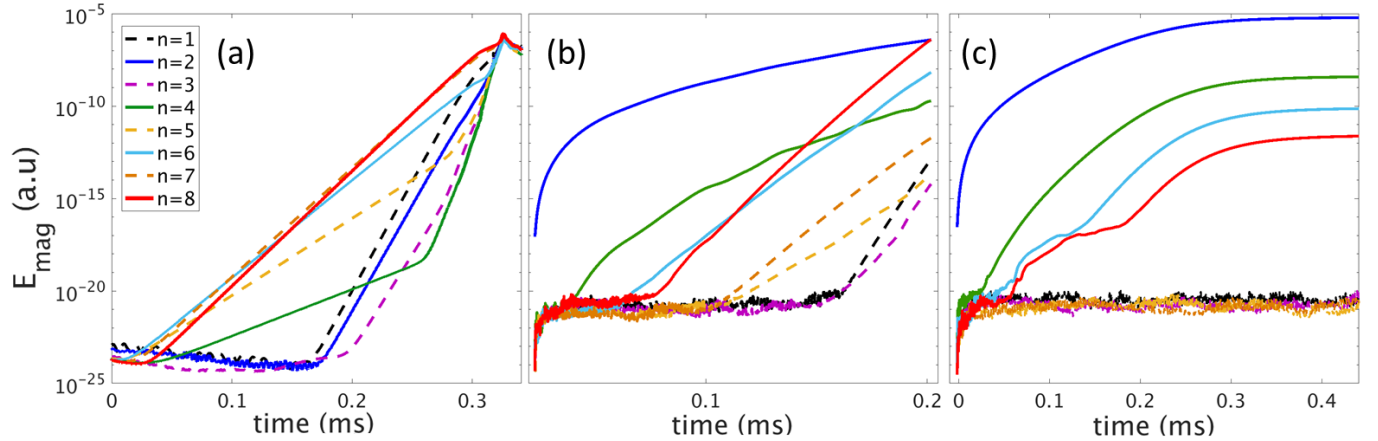 (a) (b) (c)
n=1
n=2
n=3
n=4
n=5
n=6
n=7
n=8
E_mag (a.u)
10^-5
10^-10
10^-15
10^-20
10^-25
0 0.1 0.2 0.3
0.1 0.2
0 0.1 0.2 0.3 0.4
time (ms) time (ms) time (ms)